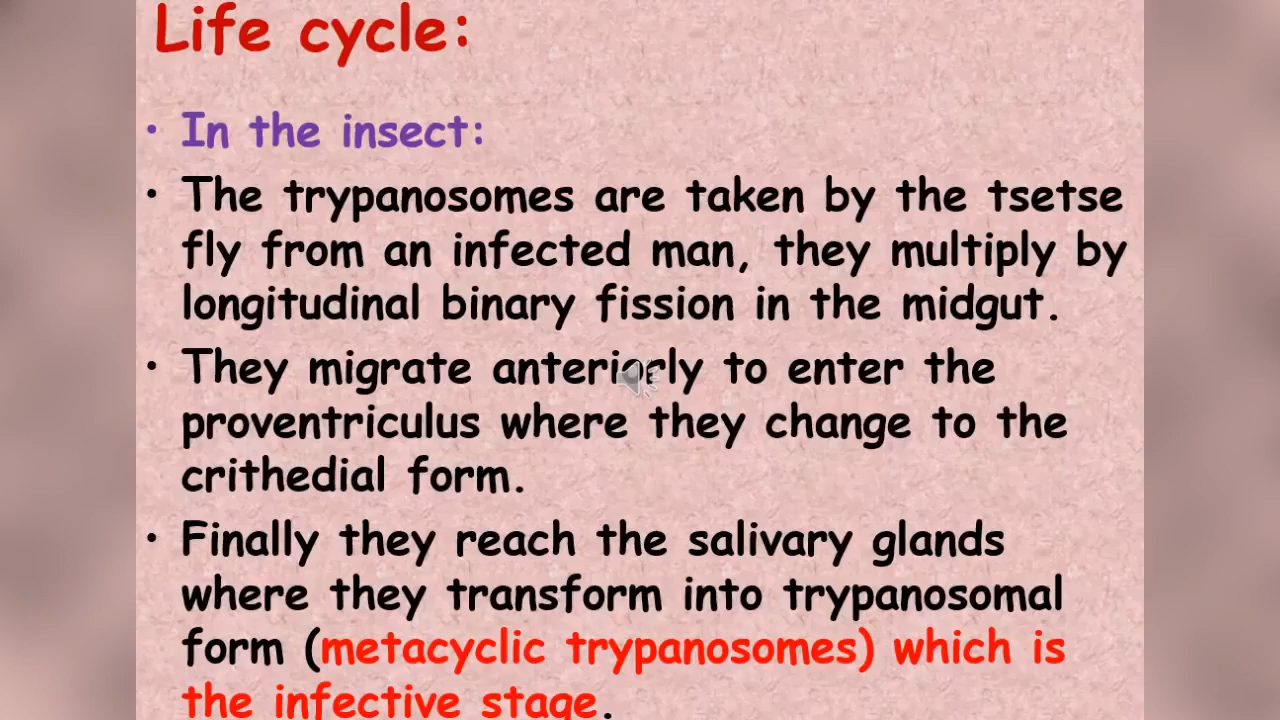 Life cycle:
• In the insect:
• The trypanosomes are taken by the tsetse
fly from an infected man, they multiply by
longitudinal binary fission in the midgut.
• They migrate anteriorly to enter the
proventriculus where they change to the
crithedial form.
• Finally they reach the salivary glands
where they transform into trypanosomal
form (metacyclic trypanosomes) which is
the infective stage.